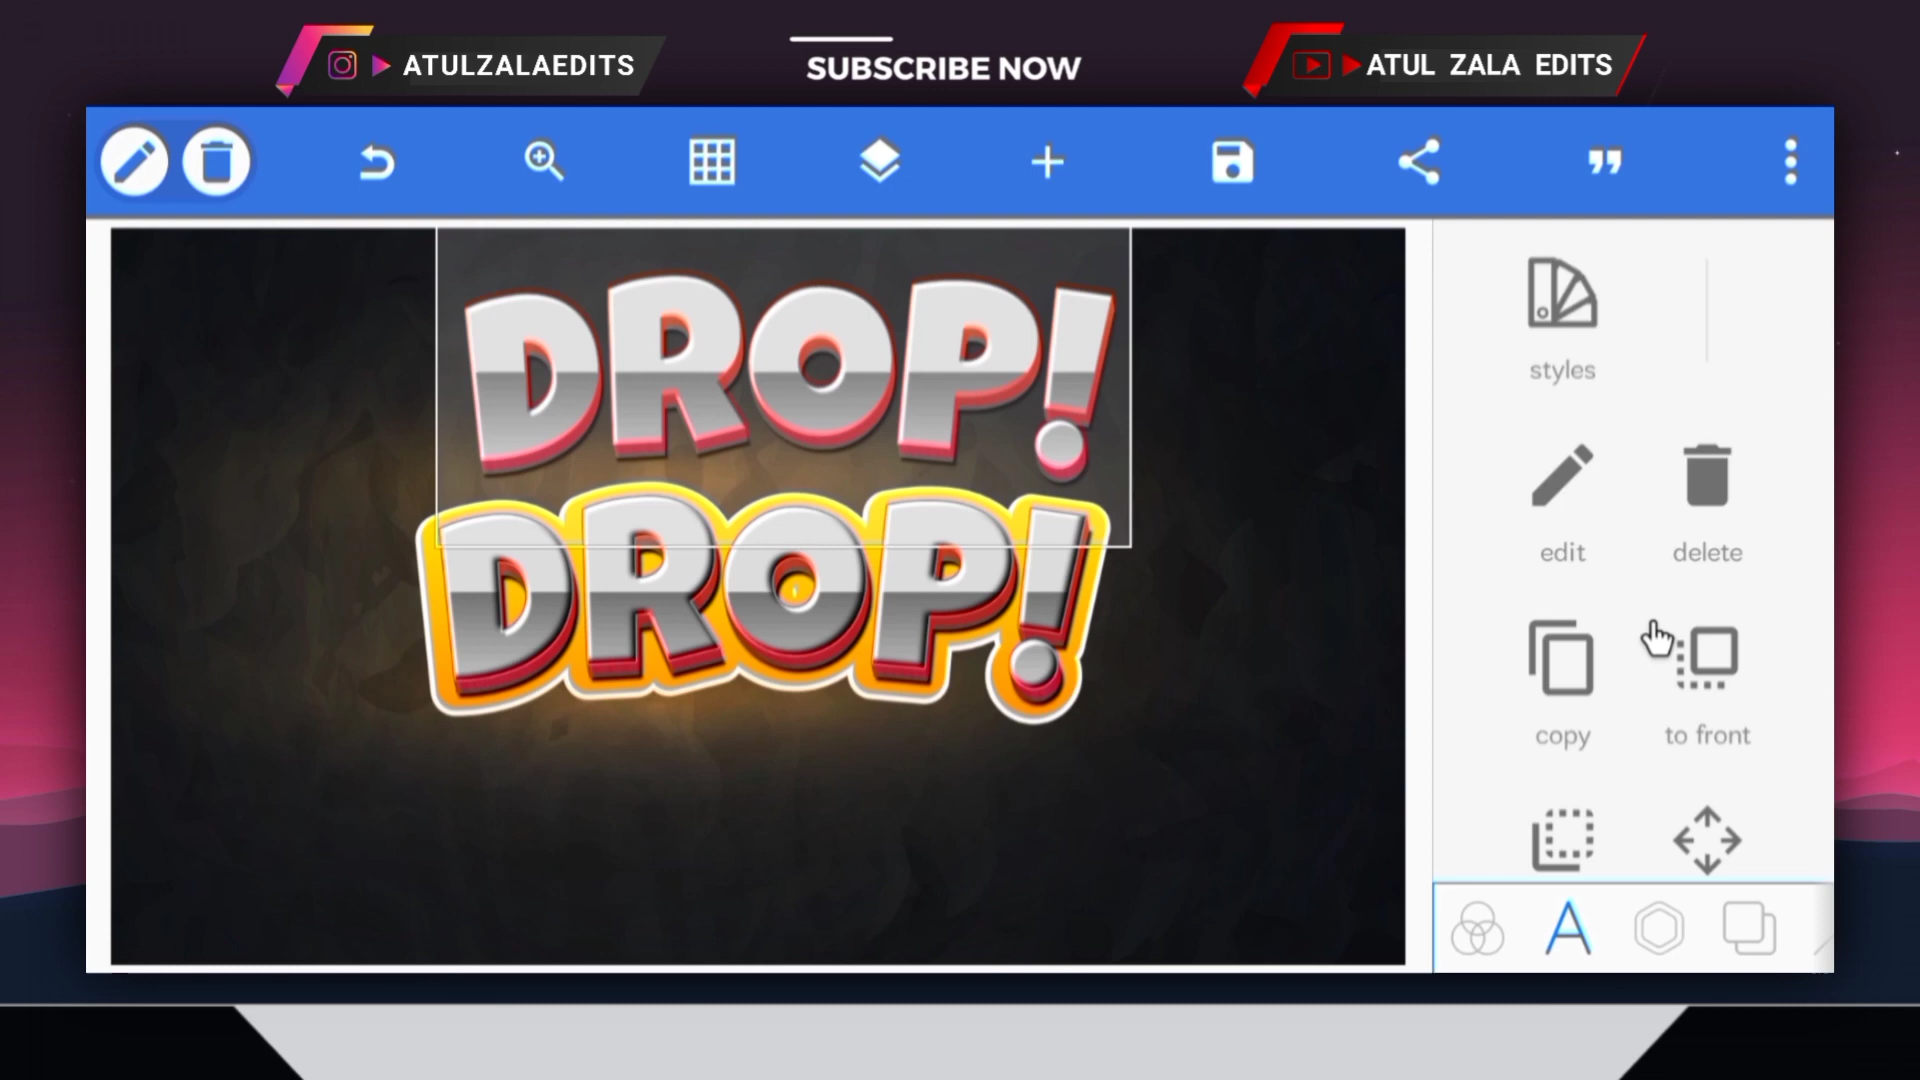 ATULZALAEDITS
SUBSCRIBE NOW
ATUL ZALA EDITS
DROP!
DROP!
styles
edit
delete
copy
to front